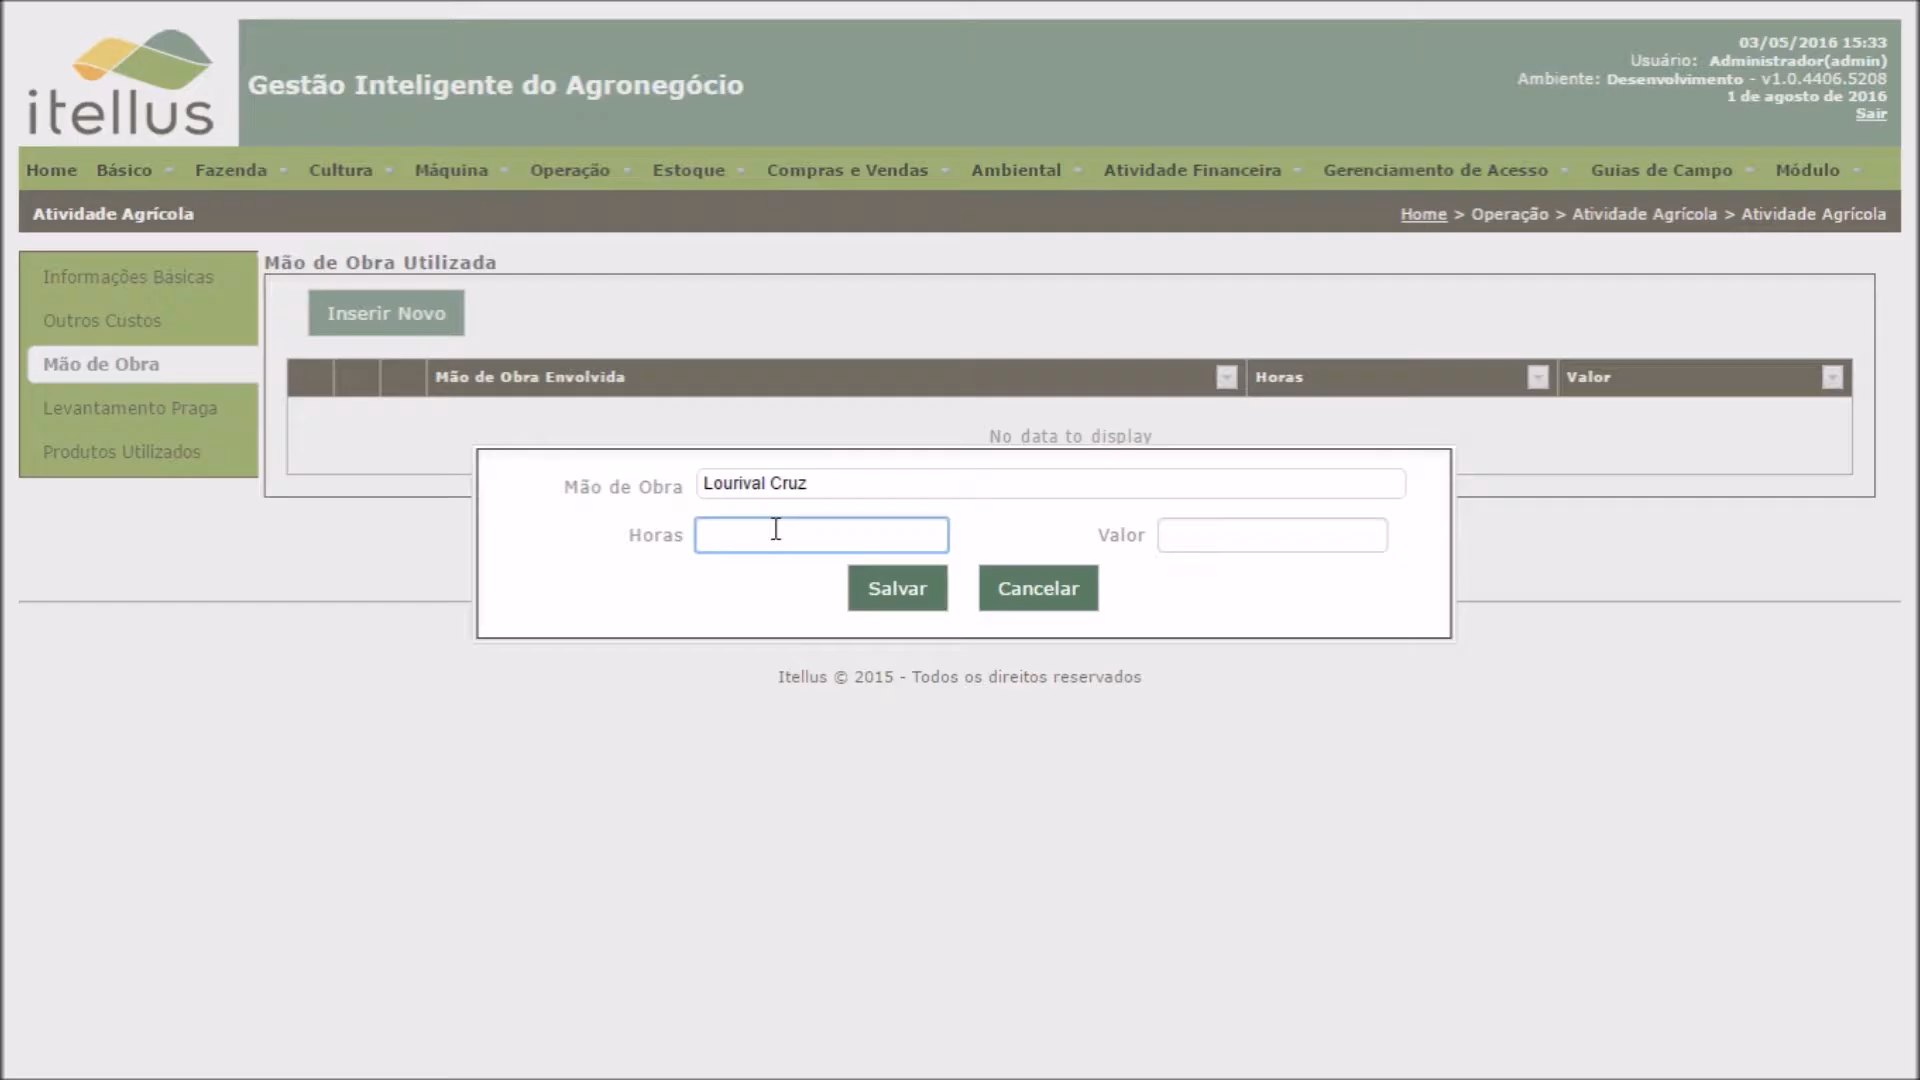 itellus
Gestão Inteligente do Agronegócio
03/05/2016 15:33
Usuário: Administrador(admin)
Ambiente: Desenvolvimento - v1.0.4406.5208
1 de agosto de 2016
Sair
Home Básico Fazenda Cultura Máquina Operação Estoque Compras e Vendas Ambiental Atividade Financeira Gerenciamento de Acesso Guias de Campo Módulo
Atividade Agrícola
Home > Operação > Atividade Agrícola > Atividade Agrícola
Informações Básicas
Outros Custos
Mão de Obra
Levantamento Praga
Produtos Utilizados
Mão de Obra Utilizada
Inserir Novo
Mão de Obra Envolvida Horas Valor
No data to display
Mão de Obra Lourival Cruz
Horas Valor
Salvar Cancelar
Itellus © 2015 - Todos os direitos reservados